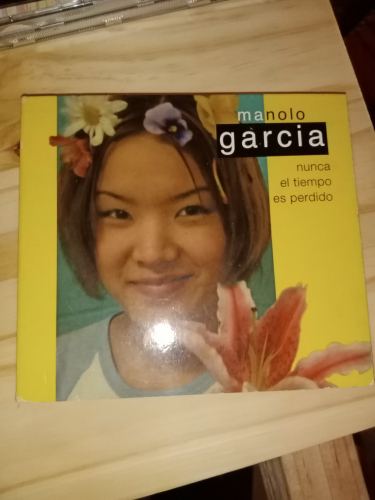 manolo
garcia
nunca
el tiempo
es perdido